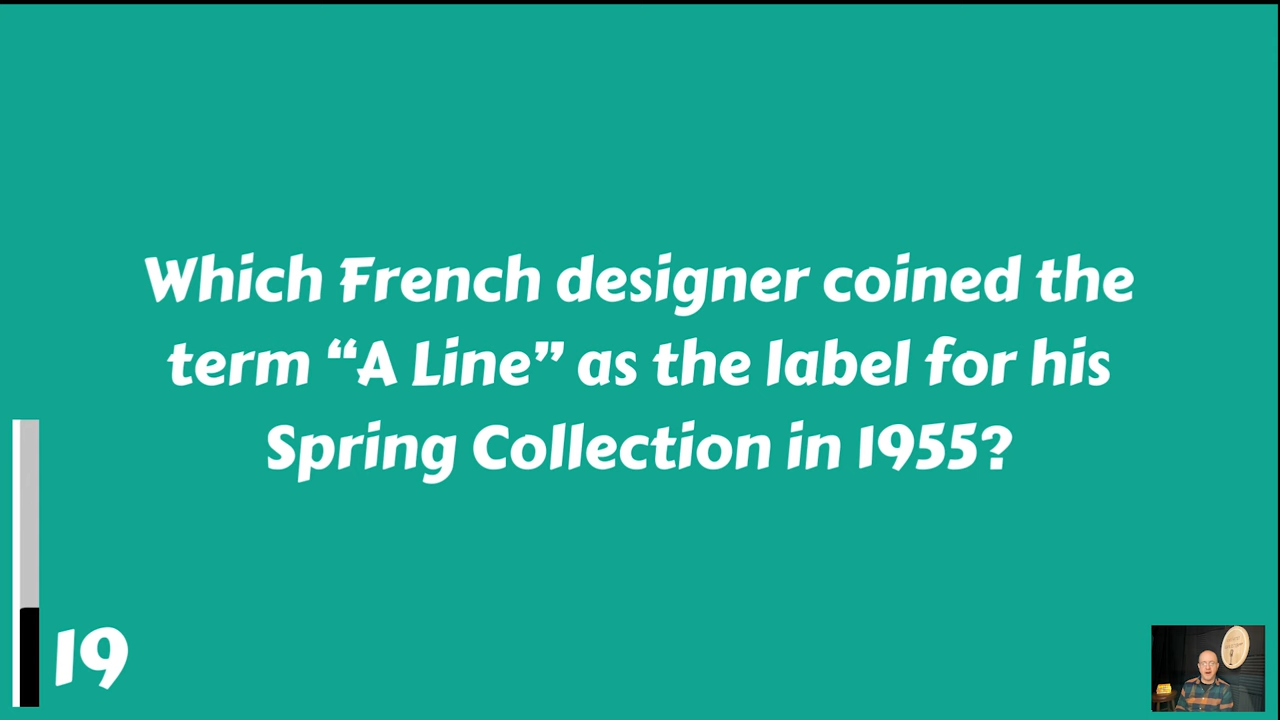 Which French designer coined the
term “A Line” as the label for his
Spring Collection in 1955?
19